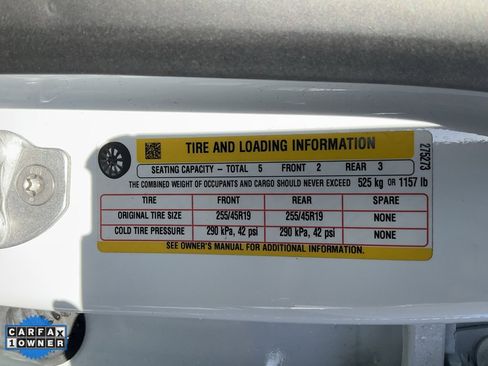 TIRE AND LOADING INFORMATION
SEATING CAPACITY - TOTAL 5 FRONT 2 REAR 3
THE COMBINED WEIGHT OF OCCUPANTS AND CARGO SHOULD NEVER EXCEED 525 kg OR 1157 lb
TIRE FRONT REAR SPARE
ORIGINAL TIRE SIZE 255/45R19 255/45R19 NONE
COLD TIRE PRESSURE 290 kPa, 42 psi 290 kPa, 42 psi NONE
SEE OWNER'S MANUAL FOR ADDITIONAL INFORMATION.
275273
CARFAX
1 OWNER